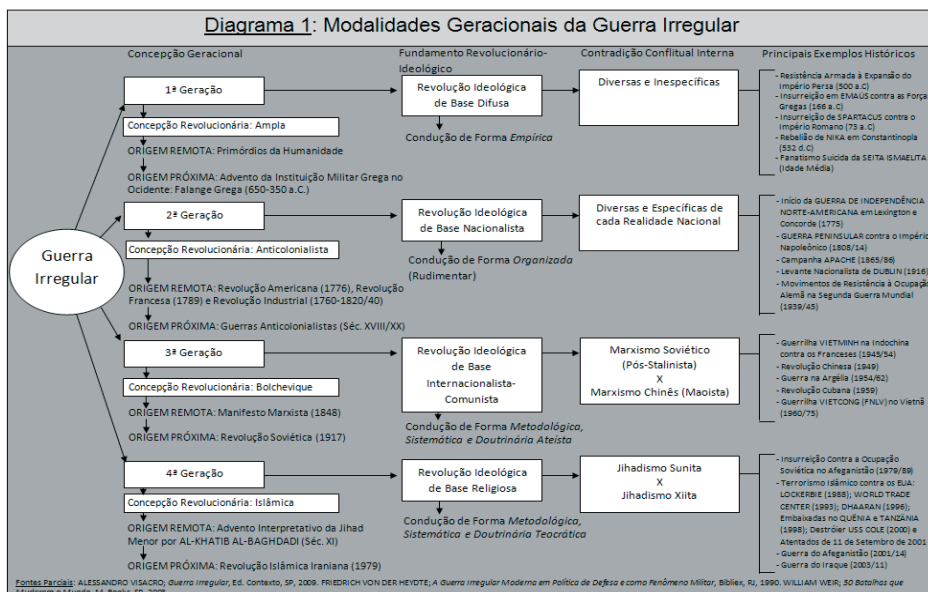 Diagrama 1: Modalidades Geracionais da Guerra Irregular
Concepção Geracional
Fundamento Revolucionário-
Ideológico
Contradição Conflitual Interna
Principais Exemplos Históricos
Guerra
Irregular
1ª Geração
Concepção Revolucionária: Ampla
ORIGEM REMOTA: Primórdios da Humanidade
ORIGEM PRÓXIMA: Advento da Instituição Militar Grega no
Ocidente: Falange Grega (650-350 a.C.)
Revolução Ideológica
de Base Difusa
Condução de Forma Empírica
Diversas e Inespecíficas
- Resistência Armada à Expansão do
Império Persa (500 a.C)
- Insurreição em EMAÚS contra as Forças
Gregas (166 a.C)
- Insurreição de SPARTACUS contra o
Império Romano (73 a.C)
- Rebelião de NIKA em Constantinopla
(532 d.C)
- Fanatismo Suicida da SEITA ISMAELITA
(Idade Média)
2ª Geração
Concepção Revolucionária: Anticolonialista
ORIGEM REMOTA: Revolução Americana (1776), Revolução
Francesa (1789) e Revolução Industrial (1760-1820/40)
ORIGEM PRÓXIMA: Guerras Anticolonialistas (Séc. XVIII/XX)
Revolução Ideológica
de Base Nacionalista
Condução de Forma Organizada
(Rudimentar)
Diversas e Específicas de
cada Realidade Nacional
- Início da GUERRA DE INDEPENDÊNCIA
NORTE-AMERICANA em Lexington e
Concorde (1775)
- GUERRA PENINSULAR contra o Império
Napoleônico (1808/14)
- Campanha APACHE (1865/86)
- Levante Nacionalista de DUBLIN (1916)
- Movimentos de Resistência à Ocupação
Alemã na Segunda Guerra Mundial
(1939/45)
3ª Geração
Concepção Revolucionária: Bolchevique
ORIGEM REMOTA: Manifesto Marxista (1848)
ORIGEM PRÓXIMA: Revolução Soviética (1917)
Revolução Ideológica
de Base
Internacionalista-
Comunista
Condução de Forma Metodológica,
Sistemática e Doutrinária Ateísta
Marxismo Soviético
(Pós-Stalinista)
X
Marxismo Chinês (Maoista)
- Guerrilha VIETMINH na Indochina
contra os Franceses (1945/54)
- Revolução Chinesa (1949)
- Guerra na Argélia (1954/62)
- Revolução Cubana (1959)
- Guerrilha VIETCONG (FNLV) no Vietnã
(1960/75)
4ª Geração
Concepção Revolucionária: Islâmica
ORIGEM REMOTA: Advento Interpretativo da Jihad
Menor por AL-KHATIB AL-BAGHDADI (Séc. XI)
ORIGEM PRÓXIMA: Revolução Islâmica Iraniana (1979)
Revolução Ideológica
de Base Religiosa
Condução de Forma Metodológica,
Sistemática e Doutrinária Teocrática
Jihadismo Sunita
X
Jihadismo Xiita
- Insurreição Contra a Ocupação
Soviética no Afeganistão (1979/89)
- Terrorismo Islâmico contra os EUA:
LOCKERBIE (1988); WORLD TRADE
CENTER (1993); DHAARAN (1996);
Embaixadas no QUÊNIA e TANZÂNIA
(1998); Destróier USS COLE (2000) e
Atentados de 11 de Setembro de 2001
- Guerra do Afeganistão (2001/14)
- Guerra do Iraque (2003/11)
Fontes Parciais: ALESSANDRO VISACRO; Guerra Irregular, Ed. Contexto, SP, 2009. FRIEDRICH VON DER HEYDTE; A Guerra Irregular Moderna em Política de Defesa e como Fenômeno Militar, Bibliex, RJ, 1990. WILLIAM WEIR; 50 Batalhas que
Mudaram o Mundo, M. Books, SP, 2008